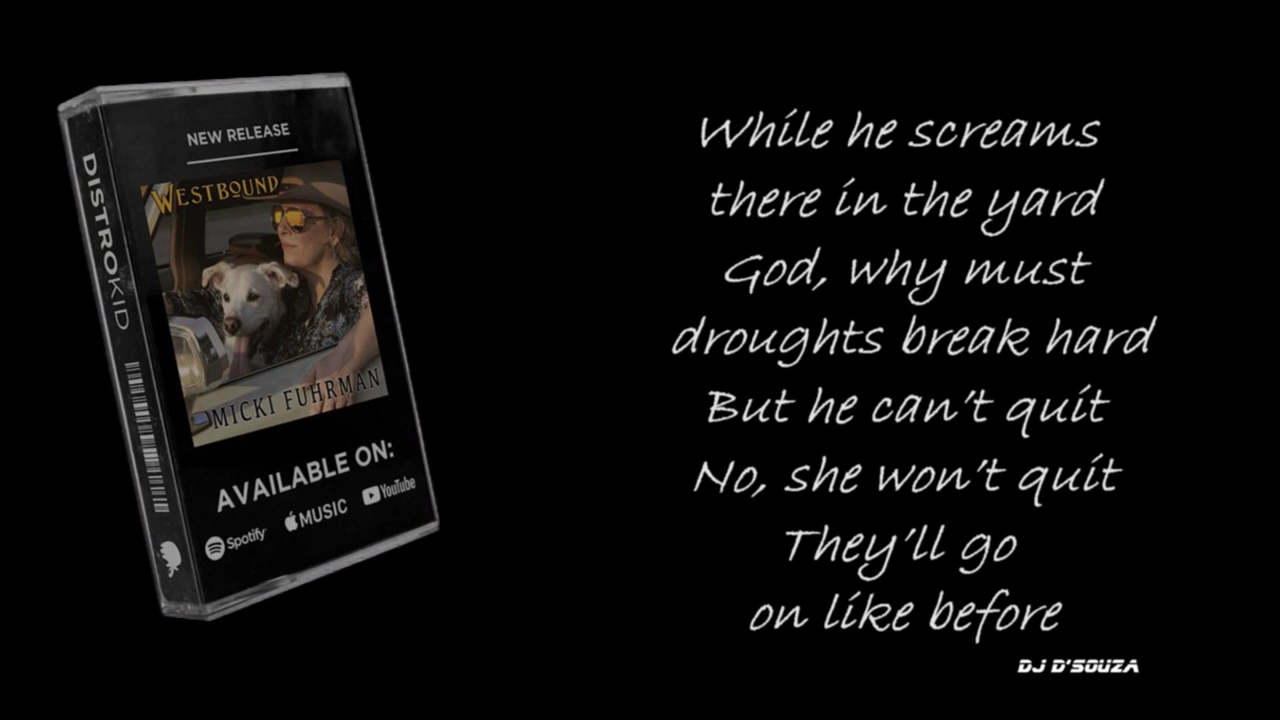 NEW RELEASE
DISTROKID
WESTBOUND
MICKI FUHRMAN
AVAILABLE ON:
Spotify
MUSIC
YouTube
While he screams
there in the yard
God, why must
droughts break hard
But he can't quit
No, she won't quit
They'll go
on like before
DJ D'SOUZA